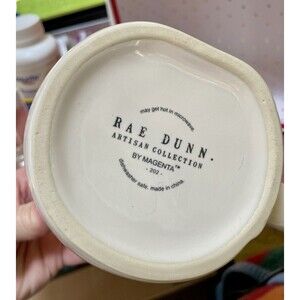 may get hot in microwave.
RAE DUNN.
ARTISAN COLLECTION
BY MAGENTA™
- 202 -
dishwasher safe. made in china.